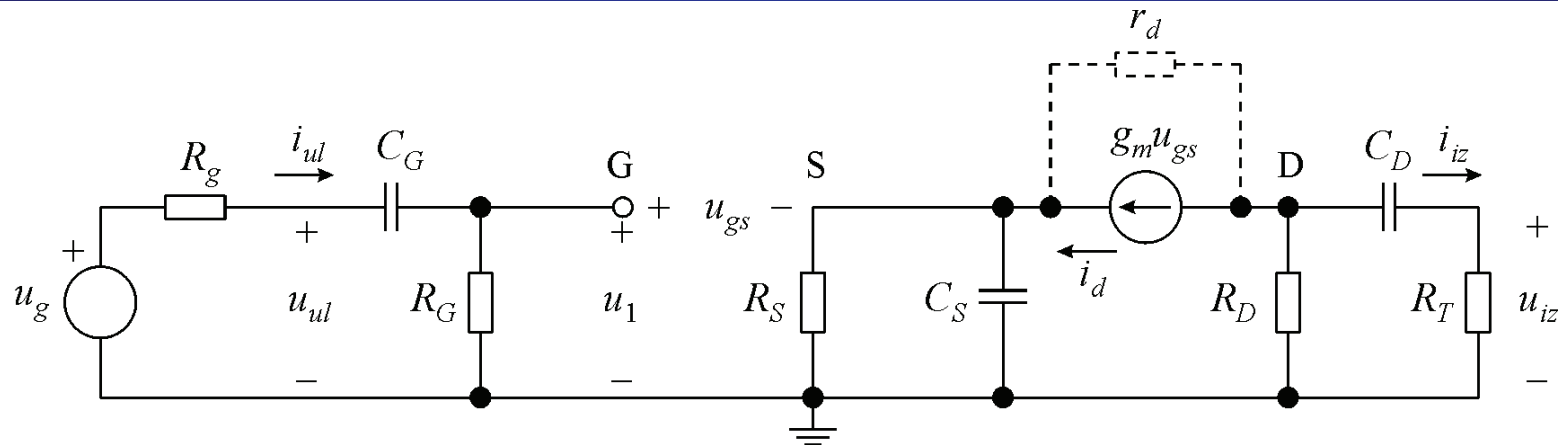 r_d
i_ul C_G g_m u_gs C_D i_iz
R_g G S D
+ u_gs −
+ + + +
i_d
u_g u_ul R_G u_1 R_S C_S R_D R_T u_iz
− − −